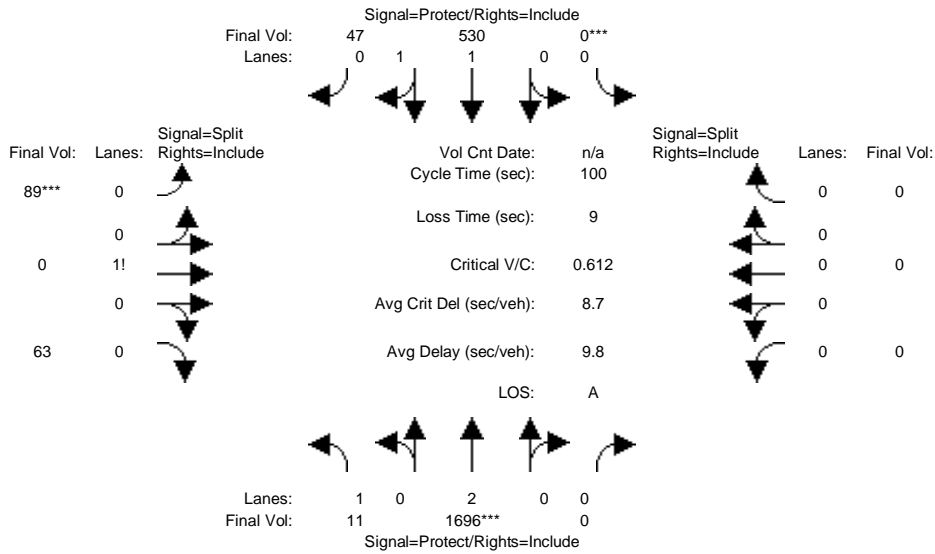 Signal=Protect/Rights=Include
Final Vol: 47 530 0***
Lanes: 0 1 1 0 0
Signal=Split
Final Vol: Lanes: Rights=Include
Vol Cnt Date: n/a
Signal=Split
Rights=Include Lanes: Final Vol:
Cycle Time (sec): 100
89*** 0
0 0
Loss Time (sec): 9
0
0
0 1!
Critical V/C: 0.612
0 0
0
Avg Crit Del (sec/veh): 8.7
0
63 0
Avg Delay (sec/veh): 9.8
0 0
LOS: A
Lanes: 1 0 2 0 0
Final Vol: 11 1696*** 0
Signal=Protect/Rights=Include